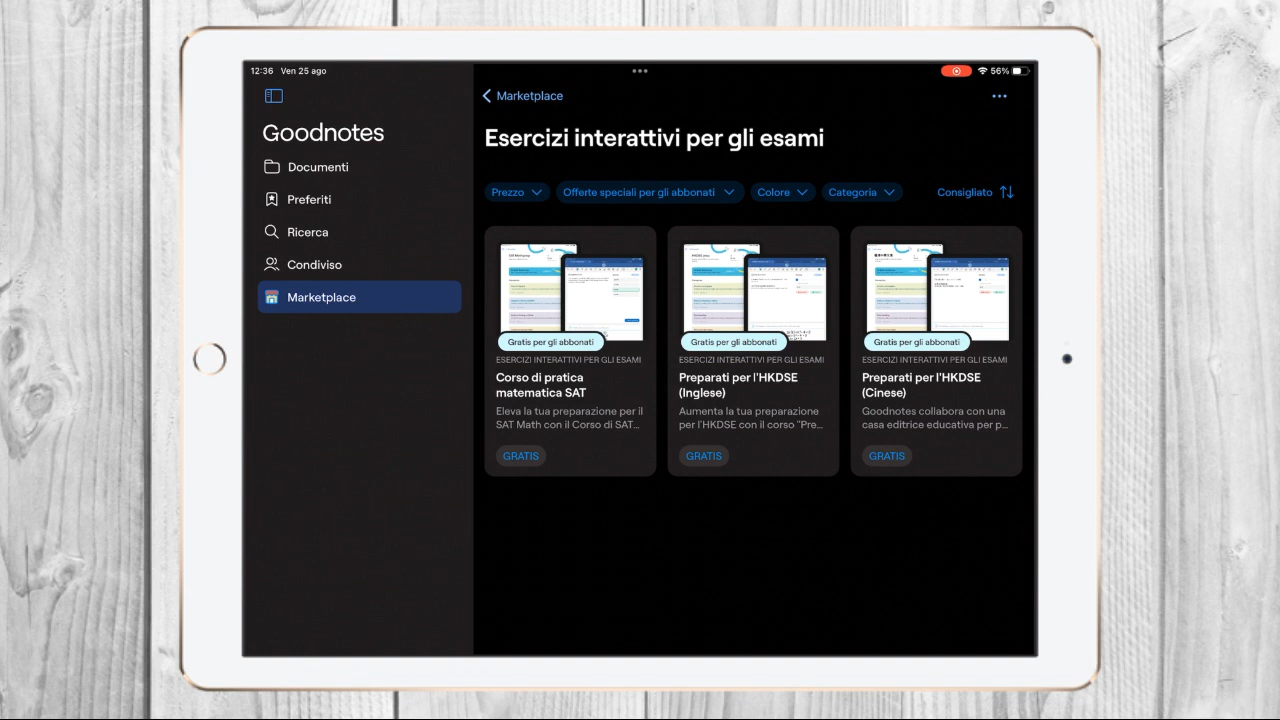 12:36 Ven 25 ago
56%
Goodnotes
Documenti
Preferiti
Ricerca
Condiviso
Marketplace
Marketplace
Esercizi interattivi per gli esami
Prezzo
Offerte speciali per gli abbonati
Colore
Categoria
Consigliato
Gratis per gli abbonati
ESERCIZI INTERATTIVI PER GLI ESAMI
Corso di pratica
matematica SAT
Eleva la tua preparazione per il
SAT Math con il Corso di SAT...
GRATIS
Gratis per gli abbonati
ESERCIZI INTERATTIVI PER GLI ESAMI
Preparati per l'HKDSE
(Inglese)
Aumenta la tua preparazione
per l'HKDSE con il corso "Pre...
GRATIS
Gratis per gli abbonati
ESERCIZI INTERATTIVI PER GLI ESAMI
Preparati per l'HKDSE
(Cinese)
Goodnotes collabora con una
casa editrice educativa per p...
GRATIS